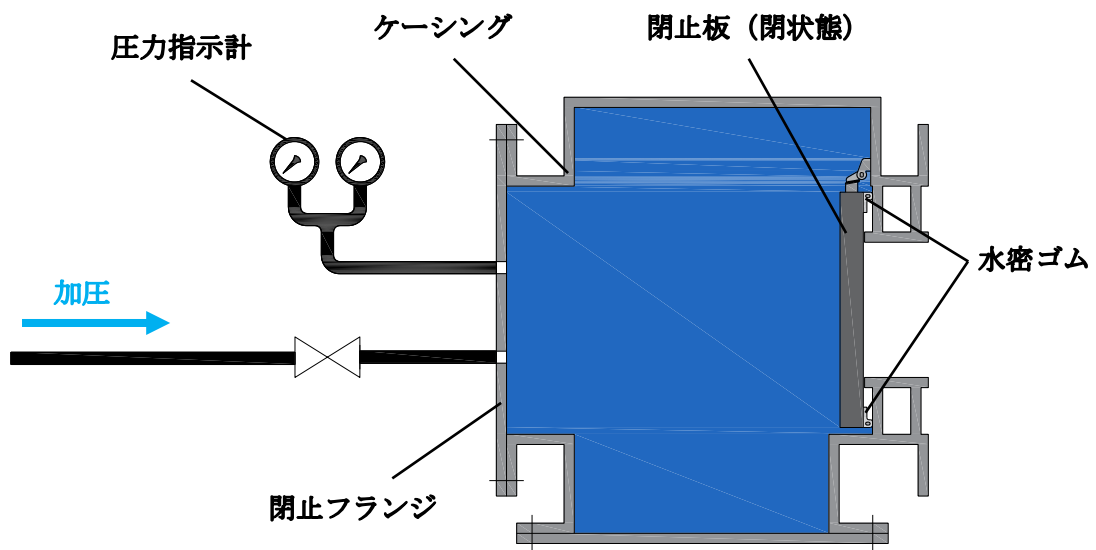 ケーシング
閉止板（閉状態）
圧力指示計
水密ゴム
加圧
閉止フランジ